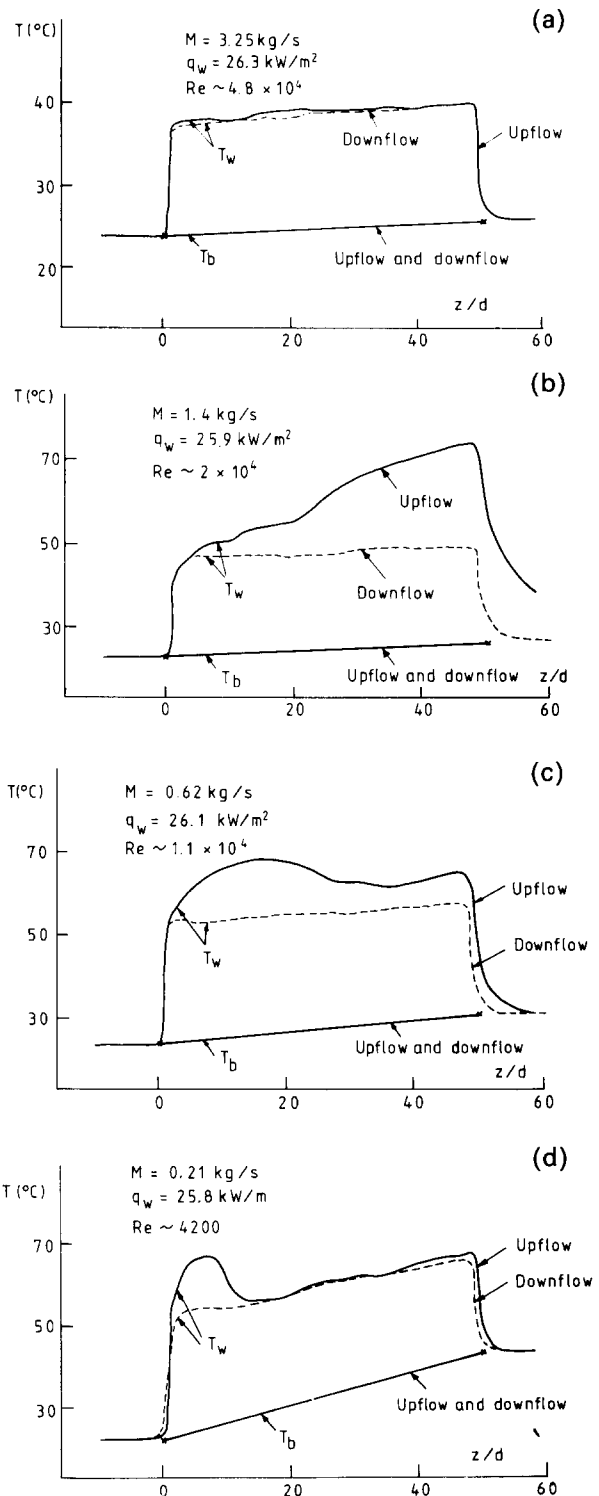 (a)
T (°C)
M = 3.25 kg/s
q_w = 26.3 kW/m²
Re ~ 4.8 × 10⁴
40
30
20
T_w
Downflow
Upflow
T_b
Upflow and downflow
z/d
0
20
40
60
(b)
T (°C)
M = 1.4 kg/s
q_w = 25.9 kW/m²
Re ~ 2 × 10⁴
70
50
30
Upflow
T_w
Downflow
T_b
Upflow and downflow
z/d
0
20
40
60
(c)
T(°C)
M = 0.62 kg/s
q_w = 26.1 kW/m²
Re ~ 1.1 × 10⁴
70
50
30
Upflow
T_w
Downflow
T_b
Upflow and downflow
z/d
0
20
40
60
(d)
T (°C)
M = 0.21 kg/s
q_w = 25.8 kW/m
Re ~ 4200
70
50
30
Upflow
Downflow
T_w
Upflow and downflow
T_b
z/d
0
20
40
60